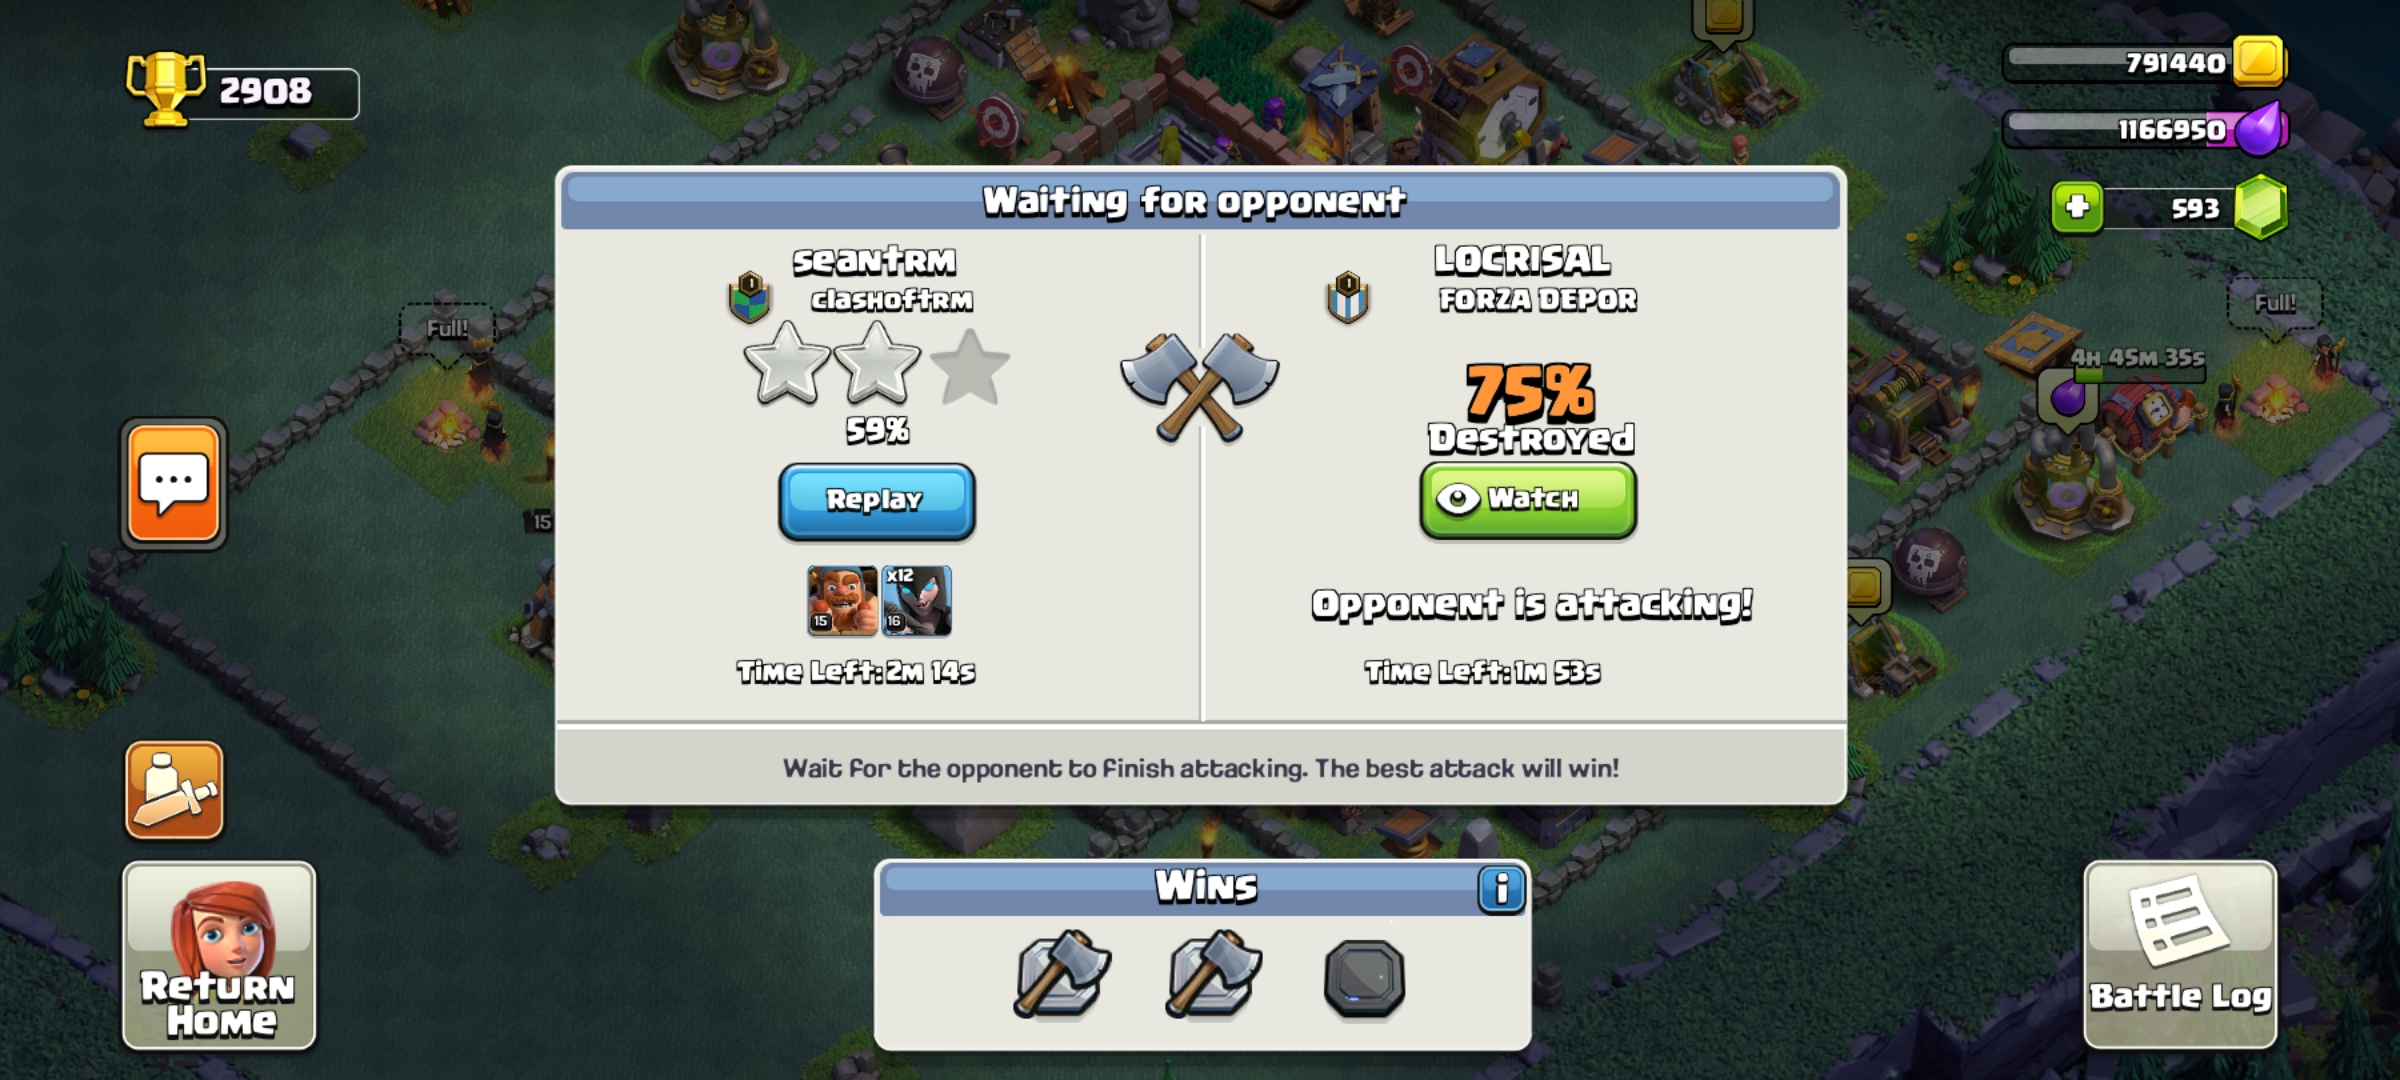 2908
791440
1166950
593
Waiting for opponent
seantRM
clashoftRM
59%
Replay
x12
15
16
Time Left: 2m 14s
LOCRISAL
FORZA DEPOR
75%
Destroyed
Watch
Opponent is attacking!
Time Left: 1m 53s
Full!
Full!
4H 45M 35s
15
1
1
Wait for the opponent to finish attacking. The best attack will win!
Wins
i
Return
Home
Battle Log